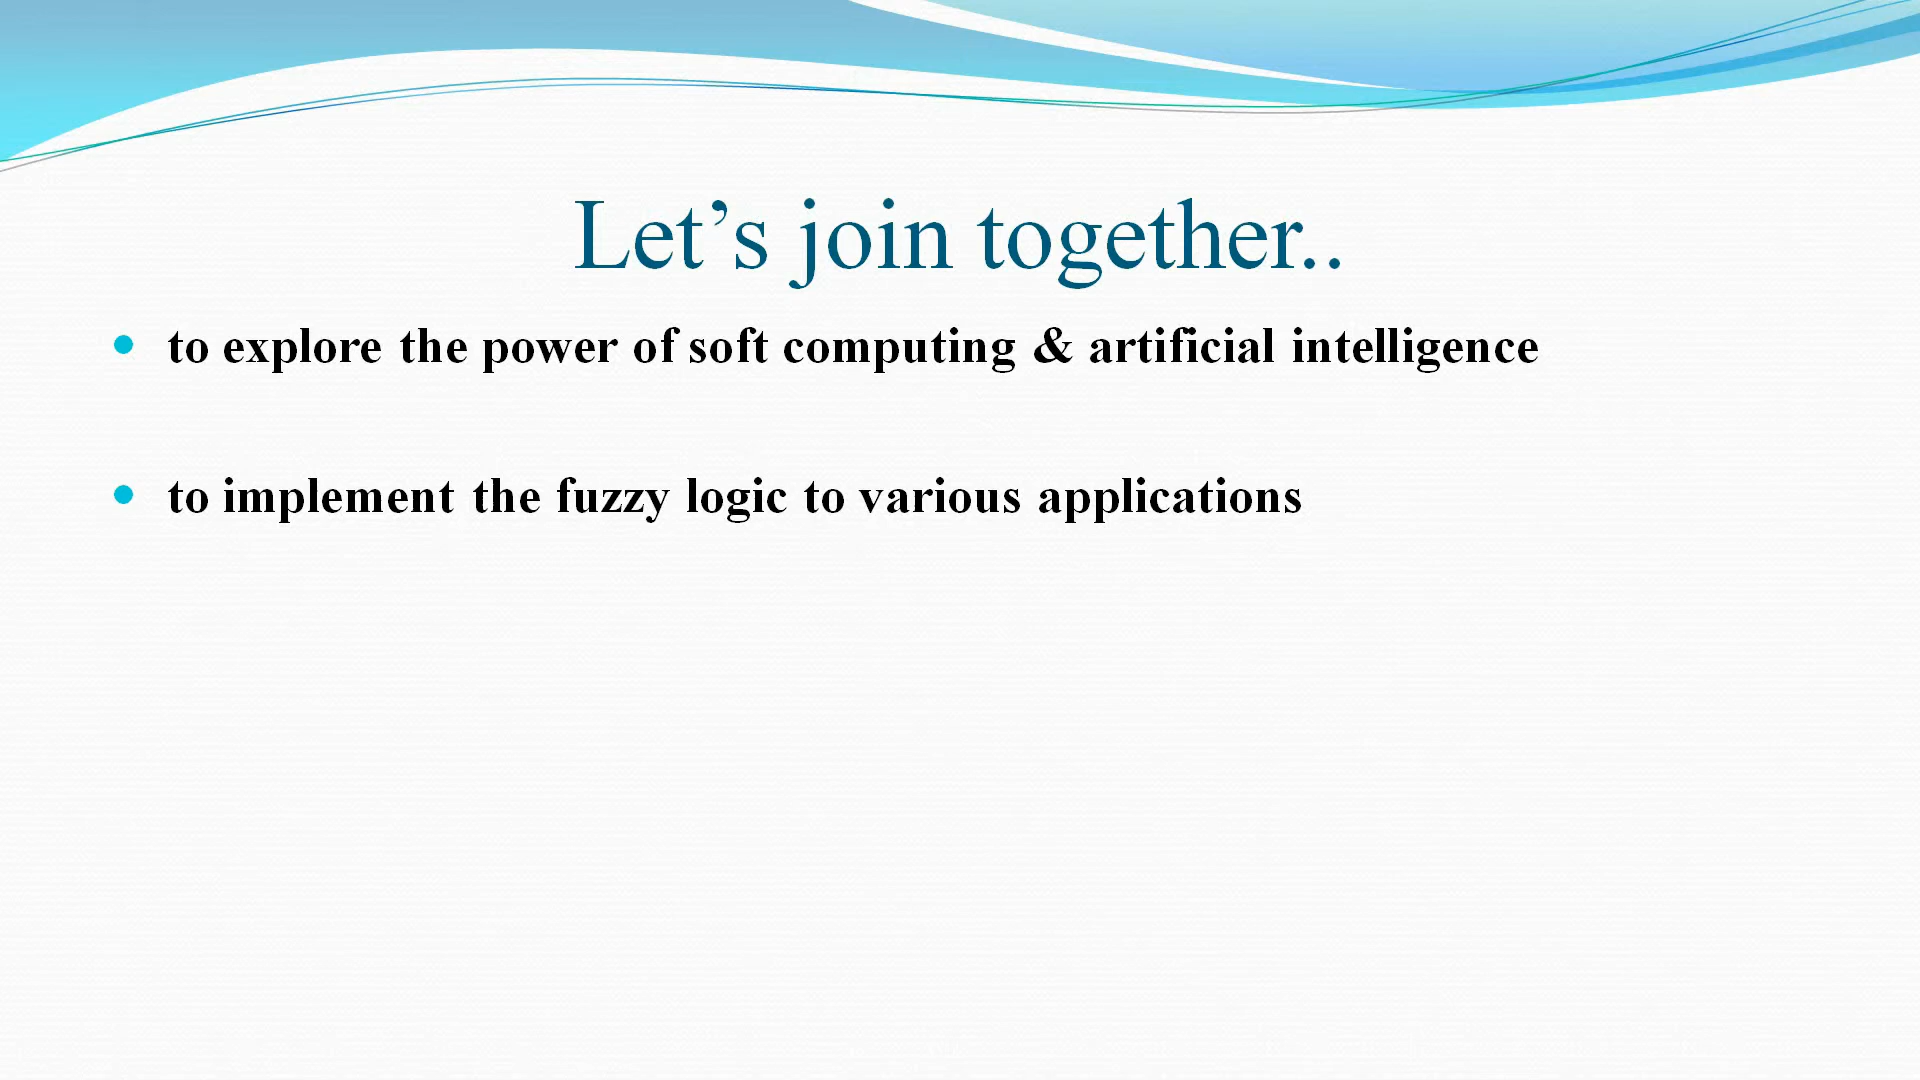 Let’s join together..
to explore the power of soft computing & artificial intelligence
to implement the fuzzy logic to various applications